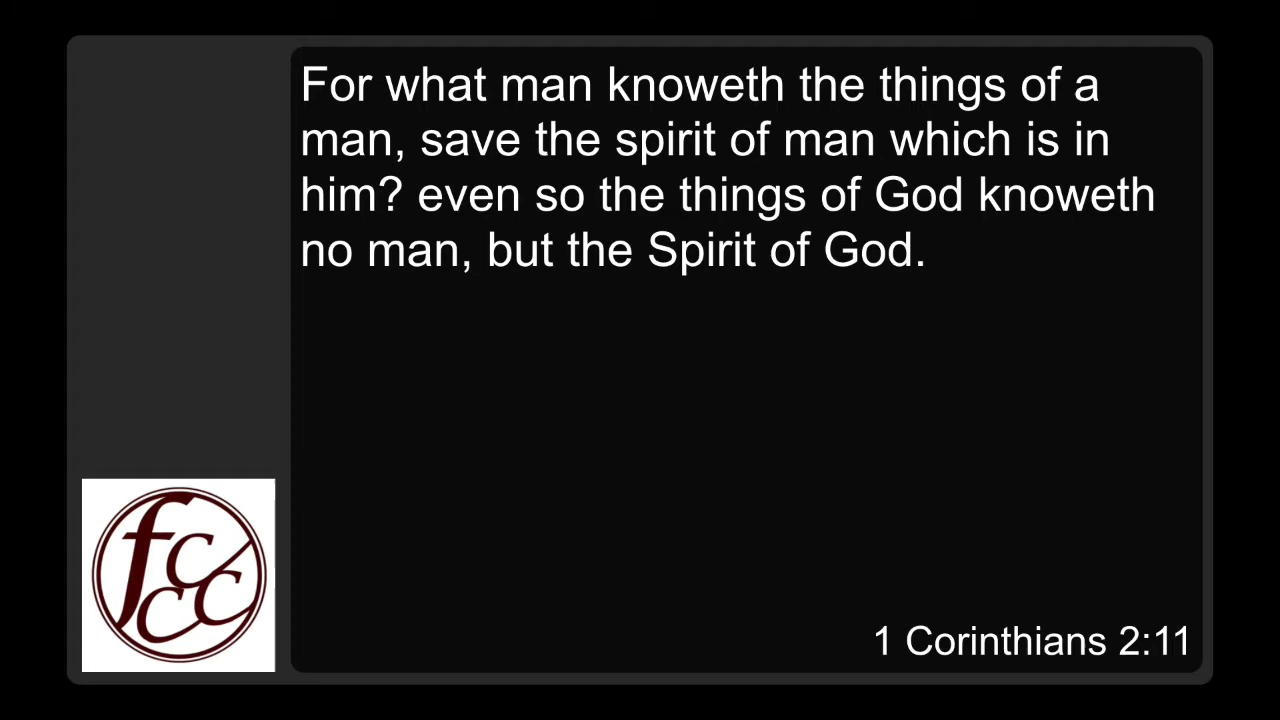 For what man knoweth the things of a
man, save the spirit of man which is in
him? even so the things of God knoweth
no man, but the Spirit of God.
fccc
1 Corinthians 2:11